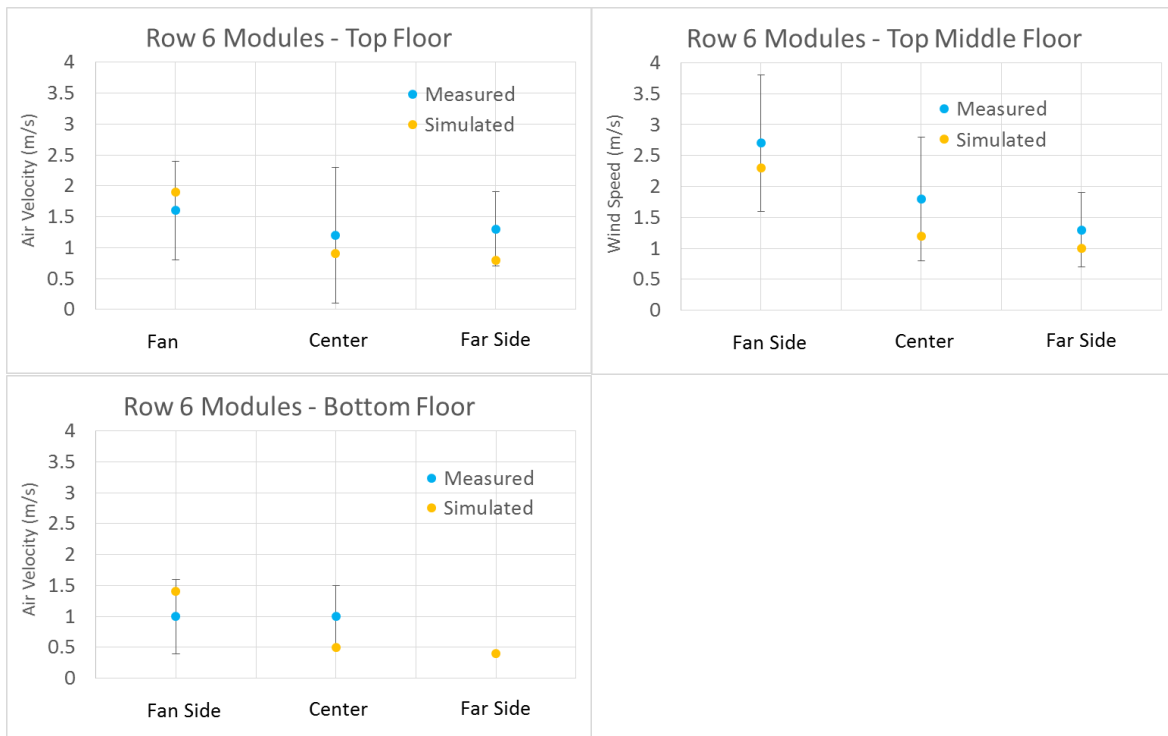 Row 6 Modules - Top Floor
4
3.5
3
2.5
2
1.5
1
0.5
0
Air Velocity (m/s)
Measured
Simulated
Fan
Center
Far Side
Row 6 Modules - Top Middle Floor
4
3.5
3
2.5
2
1.5
1
0.5
0
Wind Speed (m/s)
Measured
Simulated
Fan Side
Center
Far Side
Row 6 Modules - Bottom Floor
4
3.5
3
2.5
2
1.5
1
0.5
0
Air Velocity (m/s)
Measured
Simulated
Fan Side
Center
Far Side